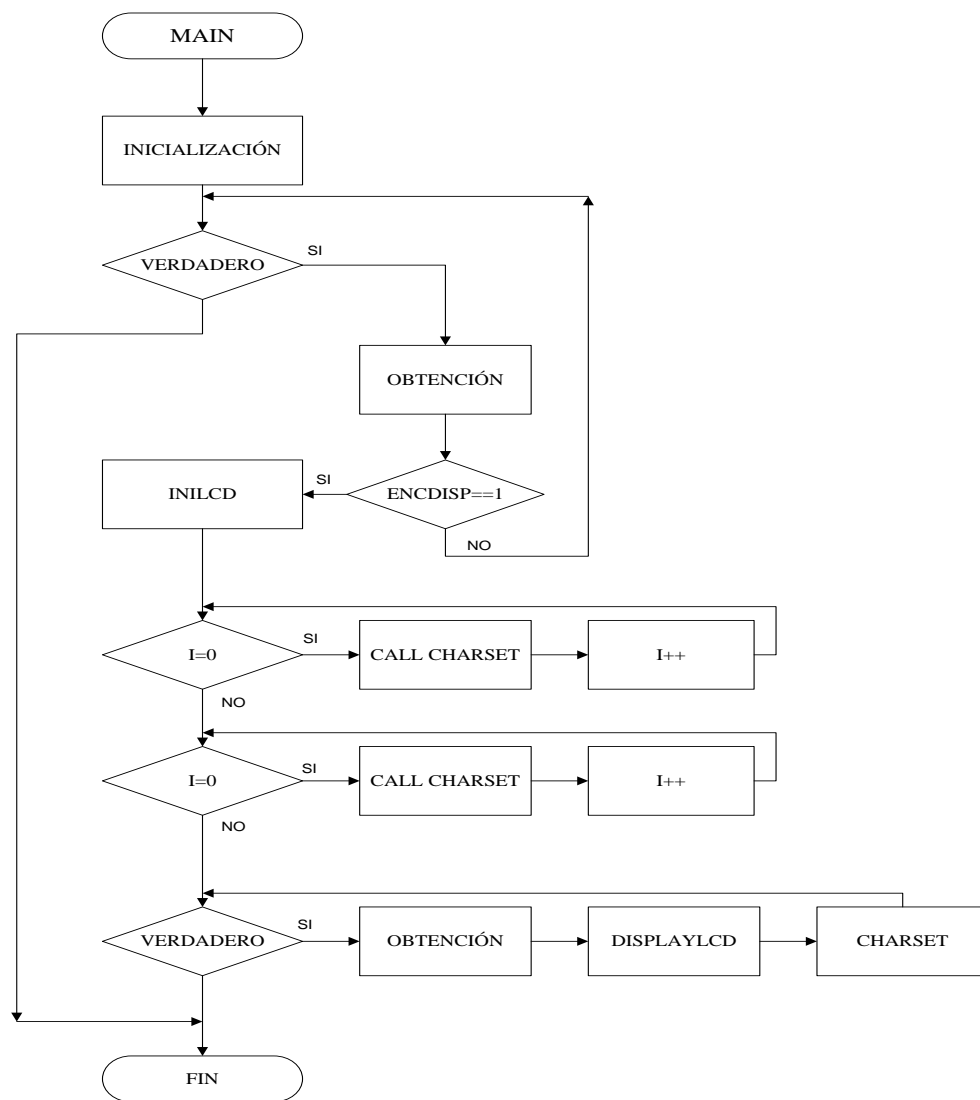 MAIN
INICIALIZACIÓN
VERDADERO
SI
OBTENCIÓN
INILCD
SI
ENCDISP==1
NO
I=0
SI
CALL CHARSET
I++
NO
I=0
SI
CALL CHARSET
I++
NO
VERDADERO
SI
OBTENCIÓN
DISPLAYLCD
CHARSET
FIN